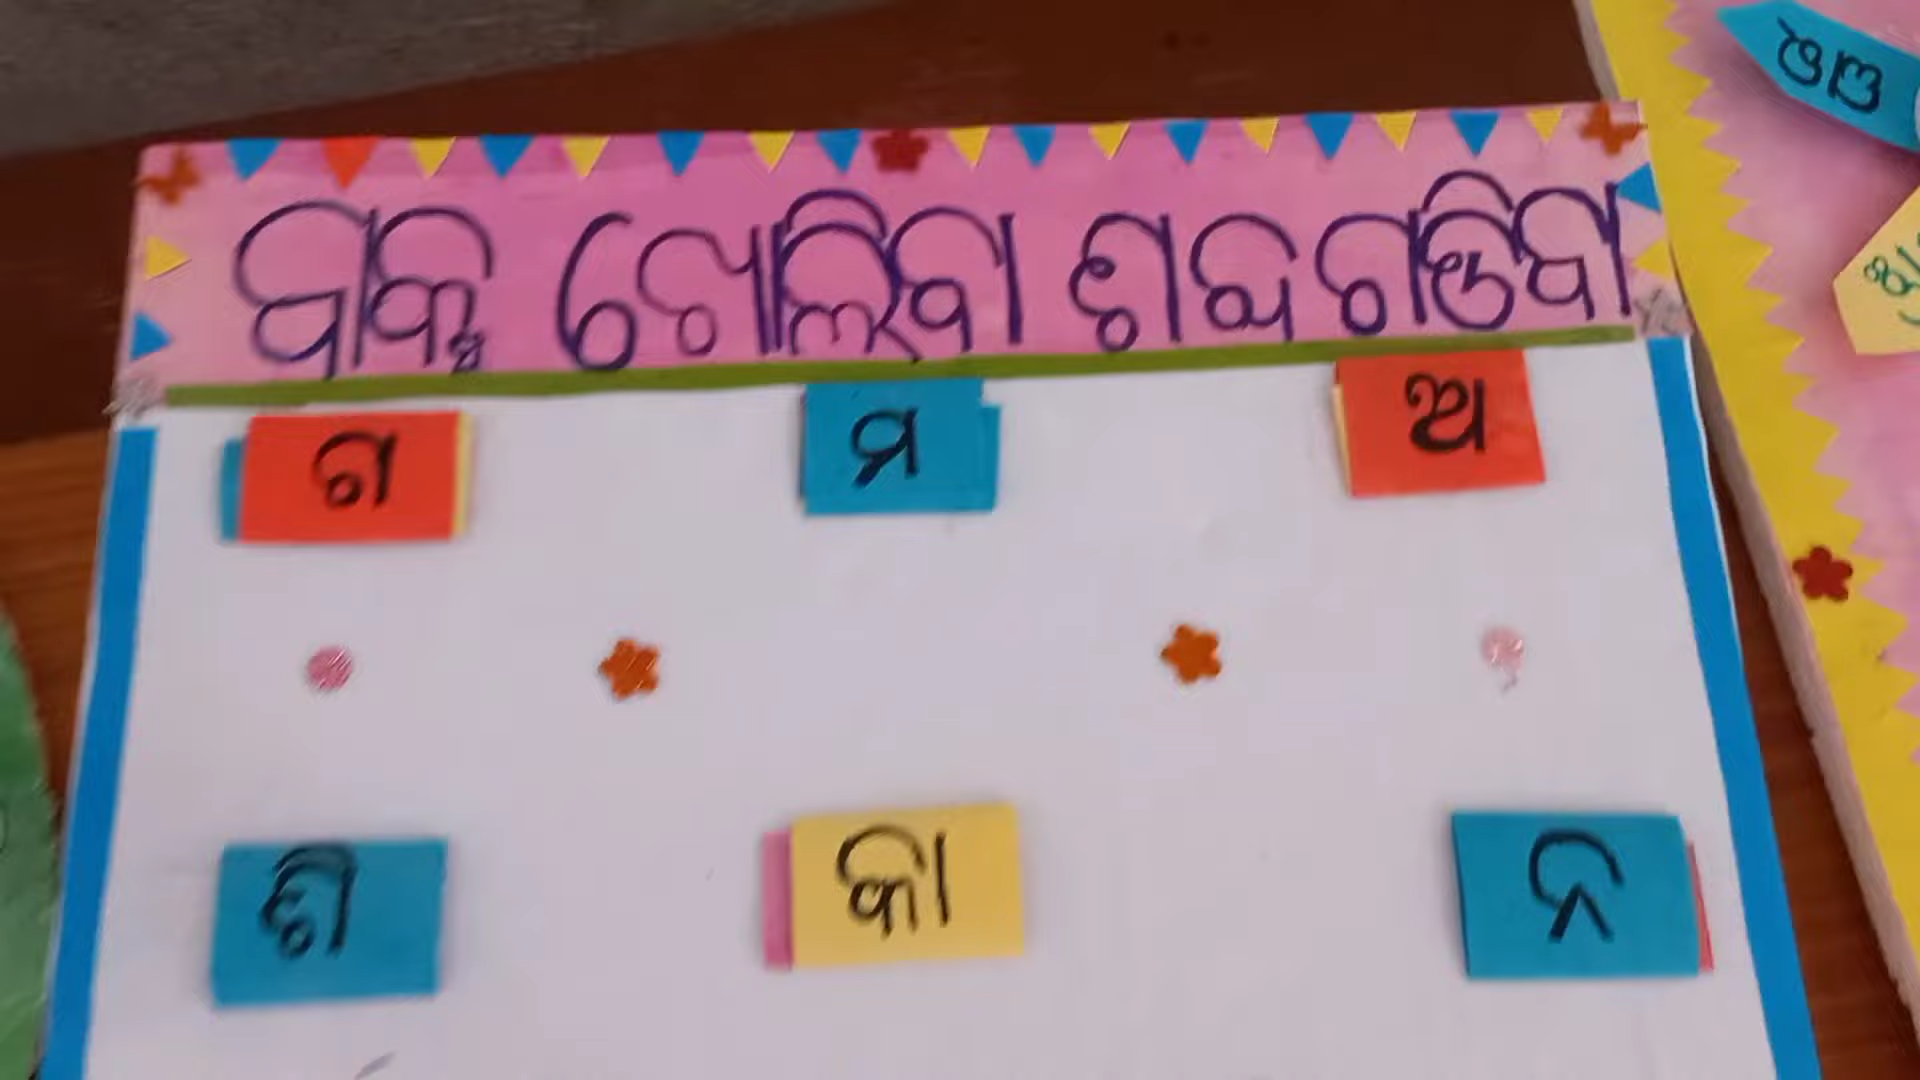 ବାକ୍ସ ଖୋଲିବା ଶବ୍ଦ ଗଢିବା
ଗ ମ ଅ
ଶି କା ନ